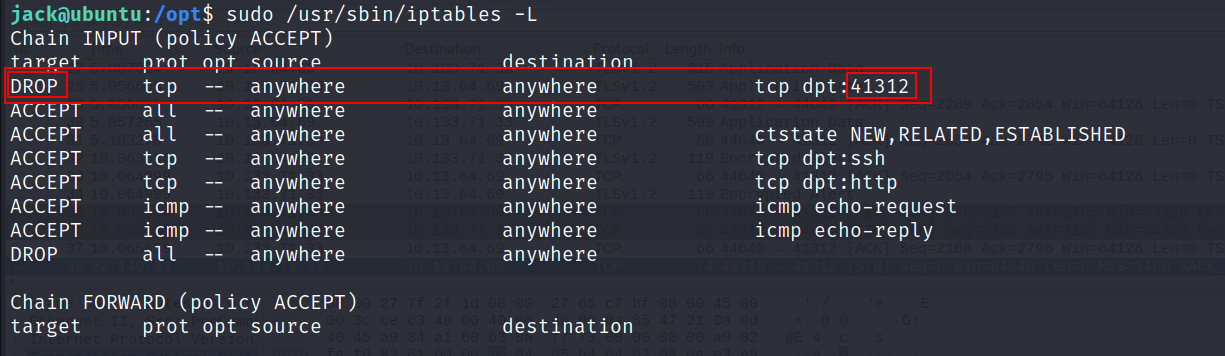 jack@ubuntu:/opt$ sudo /usr/sbin/iptables -L
Chain INPUT (policy ACCEPT)
target prot opt source destination
DROP tcp -- anywhere anywhere tcp dpt:41312
ACCEPT all -- anywhere anywhere
ACCEPT all -- anywhere anywhere ctstate NEW,RELATED,ESTABLISHED
ACCEPT tcp -- anywhere anywhere tcp dpt:ssh
ACCEPT tcp -- anywhere anywhere tcp dpt:http
ACCEPT icmp -- anywhere anywhere icmp echo-request
ACCEPT icmp -- anywhere anywhere icmp echo-reply
DROP all -- anywhere anywhere
Chain FORWARD (policy ACCEPT)
target prot opt source destination